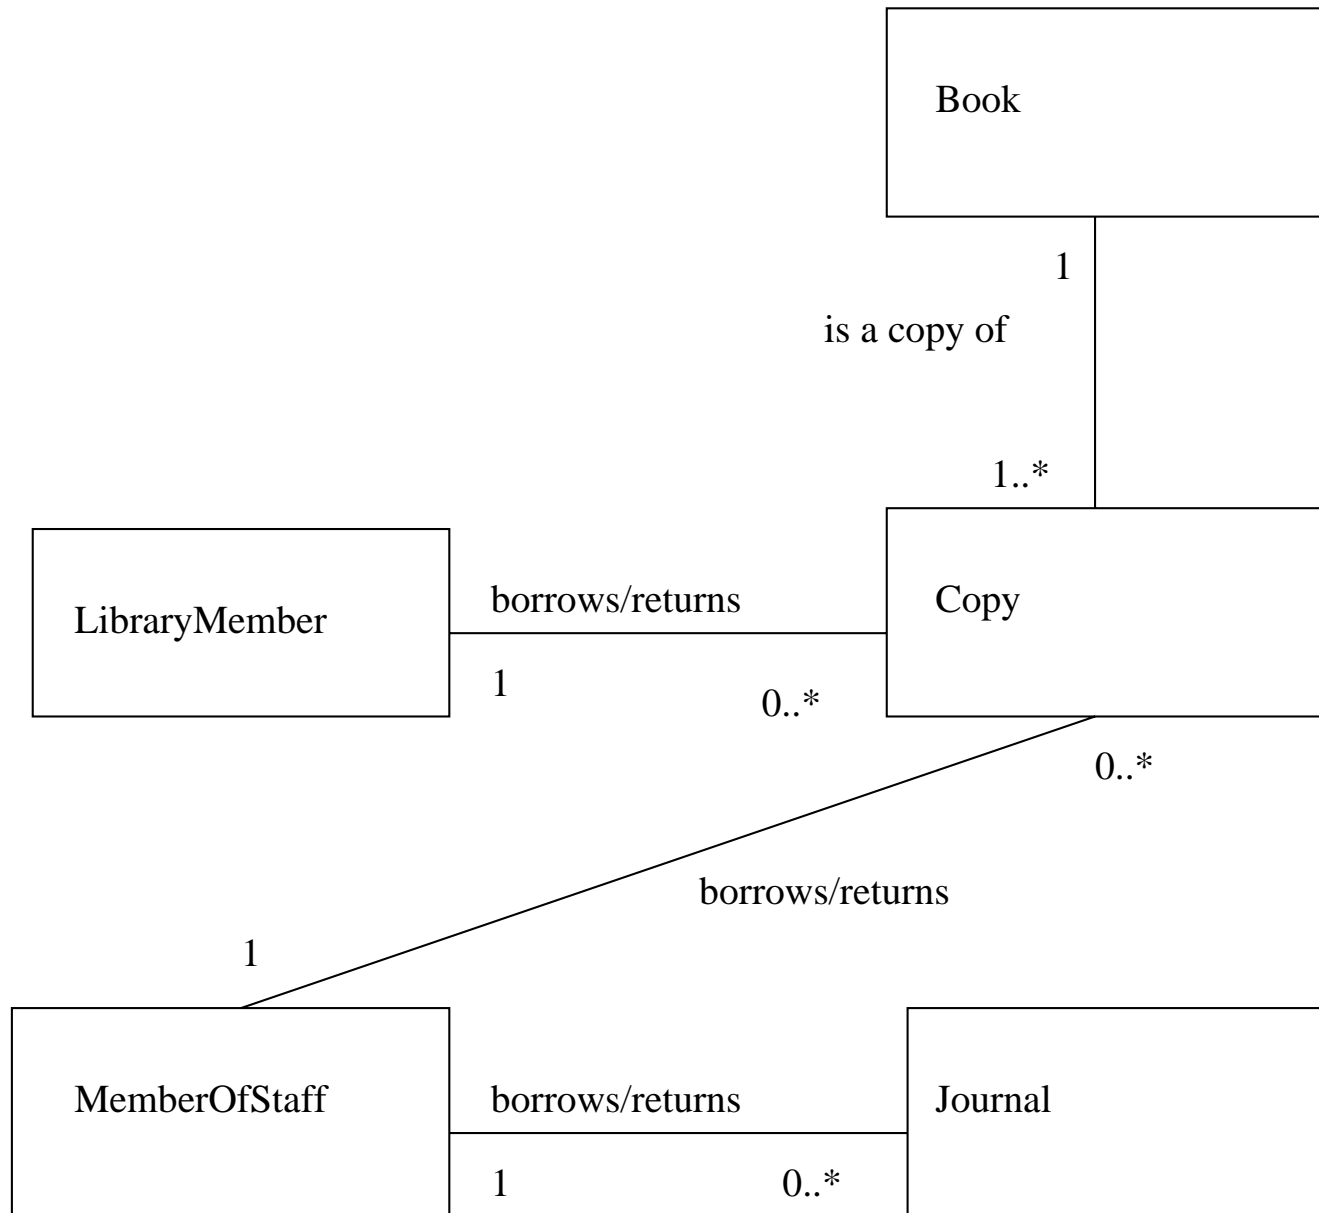 Book
1
is a copy of
1..*
LibraryMember
borrows/returns
Copy
1
0..*
0..*
borrows/returns
1
MemberOfStaff
borrows/returns
Journal
1
0..*